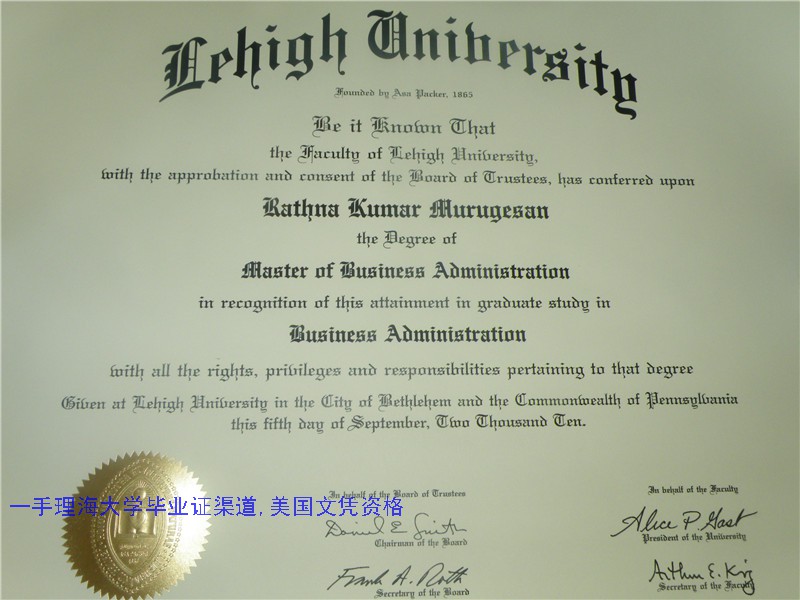 Lehigh University
Founded by Asa Packer, 1865
Be it Known That
the Faculty of Lehigh University,
with the approbation and consent of the Board of Trustees, has conferred upon
Rathna Kumar Murugesan
the Degree of
Master of Business Administration
in recognition of this attainment in graduate study in
Business Administration
with all the rights, privileges and responsibilities pertaining to that degree
Given at Lehigh University in the City of Bethlehem and the Commonwealth of Pennsylvania
this fifth day of September, Two Thousand Ten.
In behalf of the Board of Trustees
In behalf of the Faculty
一手理海大学毕业证渠道,美国文凭资格
Daniel E. Smith
Chairman of the Board
Alice P. Gast
President of the University
Frank A. Roth
Secretary of the Board
Arthur E. King
Secretary of the Faculty